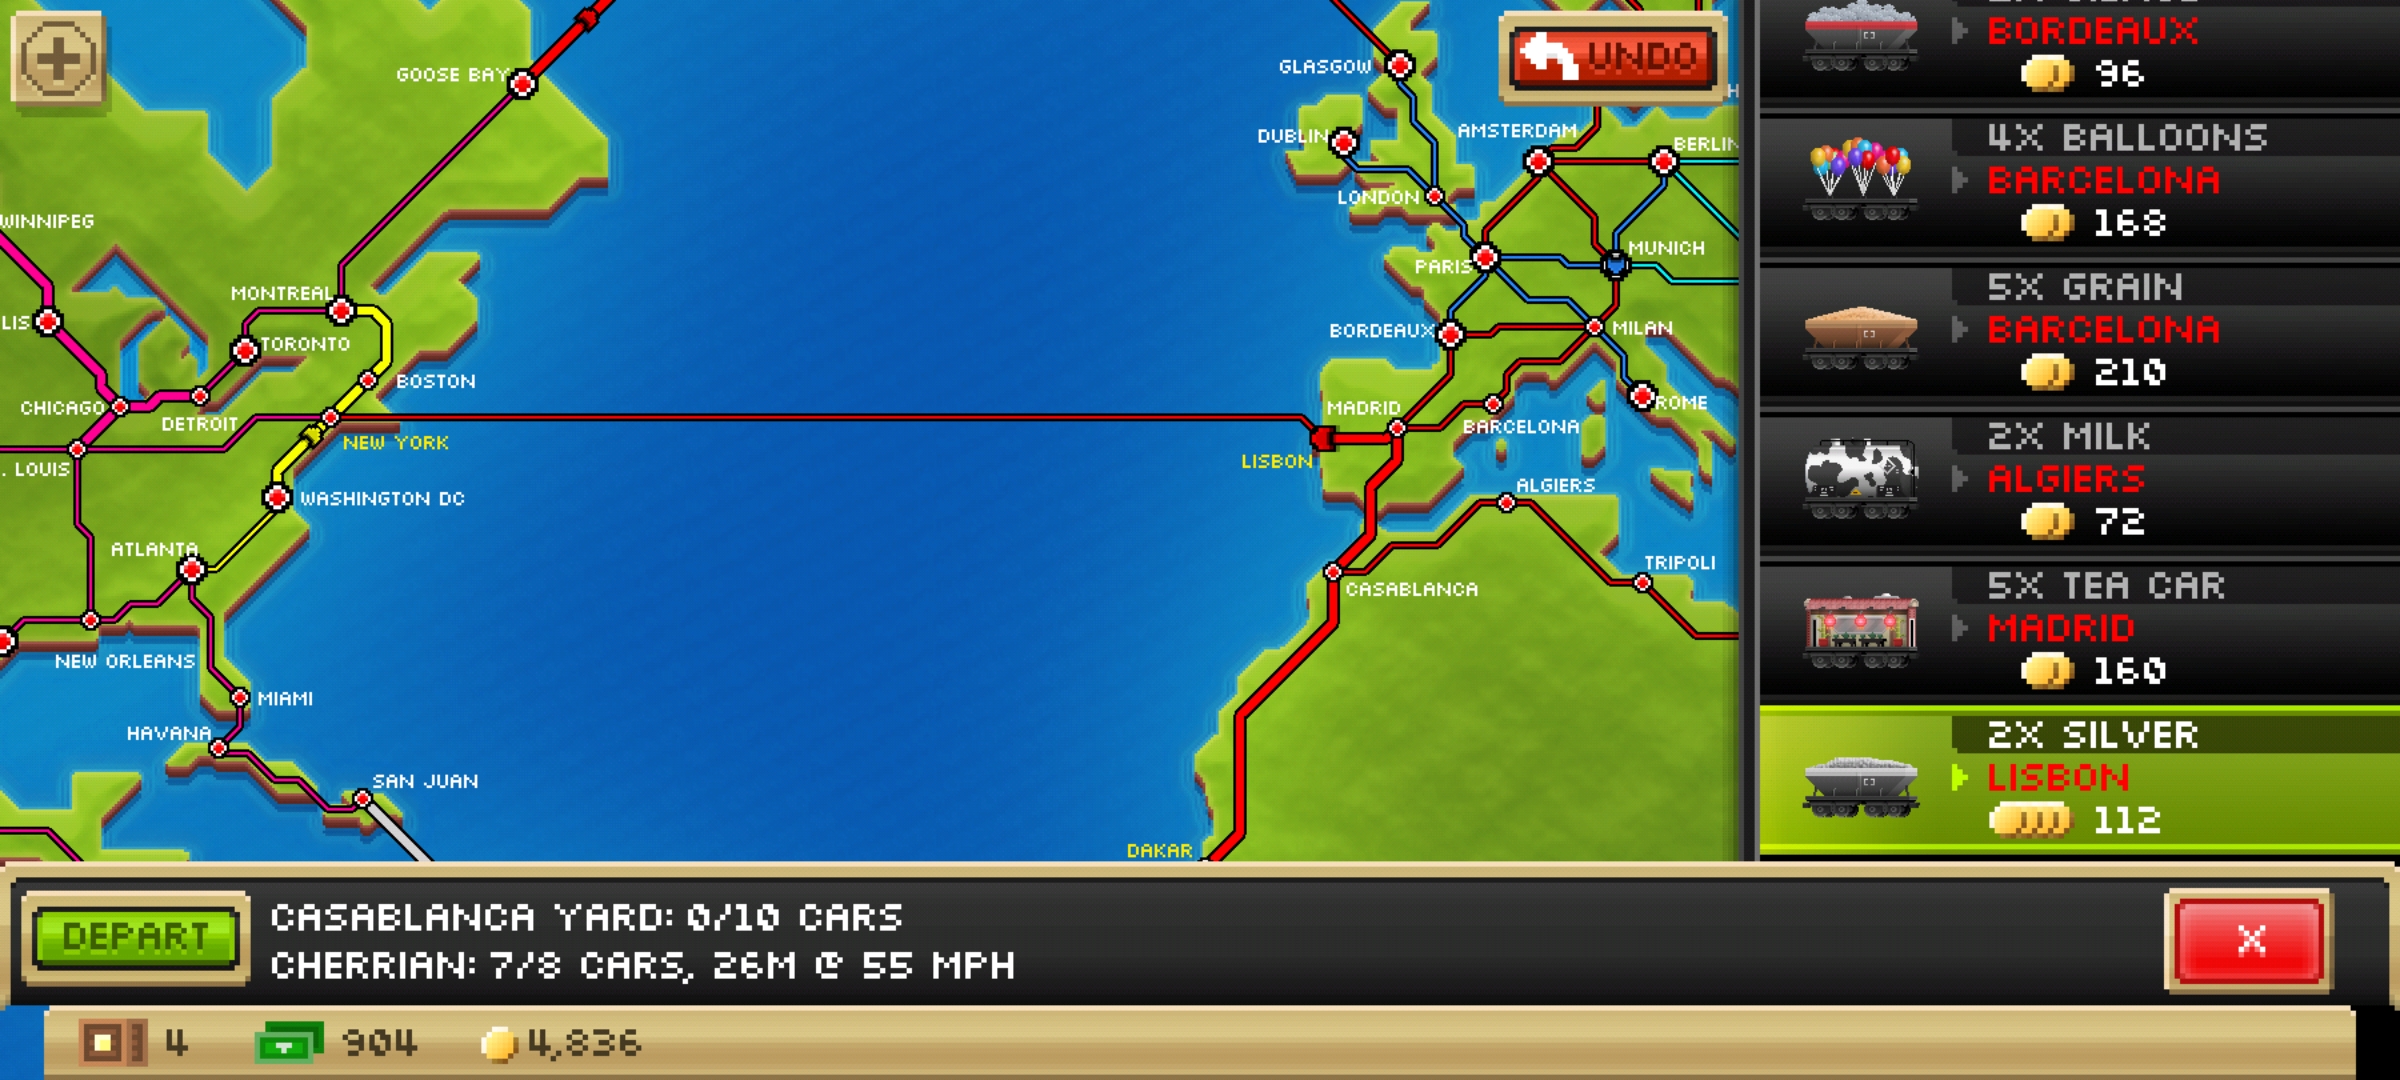 GOOSE BAY
WINNIPEG
MONTREAL
LIS
TORONTO
BOSTON
CHICAGO
DETROIT
NEW YORK
. LOUIS
WASHINGTON DC
ATLANTA
NEW ORLEANS
MIAMI
HAVANA
SAN JUAN
GLASGOW
UNDO
DUBLIN
AMSTERDAM
BERLIN
LONDON
MUNICH
PARIS
BORDEAUX
MILAN
MADRID
ROME
BARCELONA
LISBON
ALGIERS
TRIPOLI
CASABLANCA
DAKAR
BORDEAUX
96
4X BALLOONS
BARCELONA
168
5X GRAIN
BARCELONA
210
2X MILK
ALGIERS
72
5X TEA CAR
MADRID
160
2X SILVER
LISBON
112
DEPART
CASABLANCA YARD: 0/10 CARS
CHERRIAN: 7/8 CARS, 26M @ 55 MPH
X
4
904
4,836